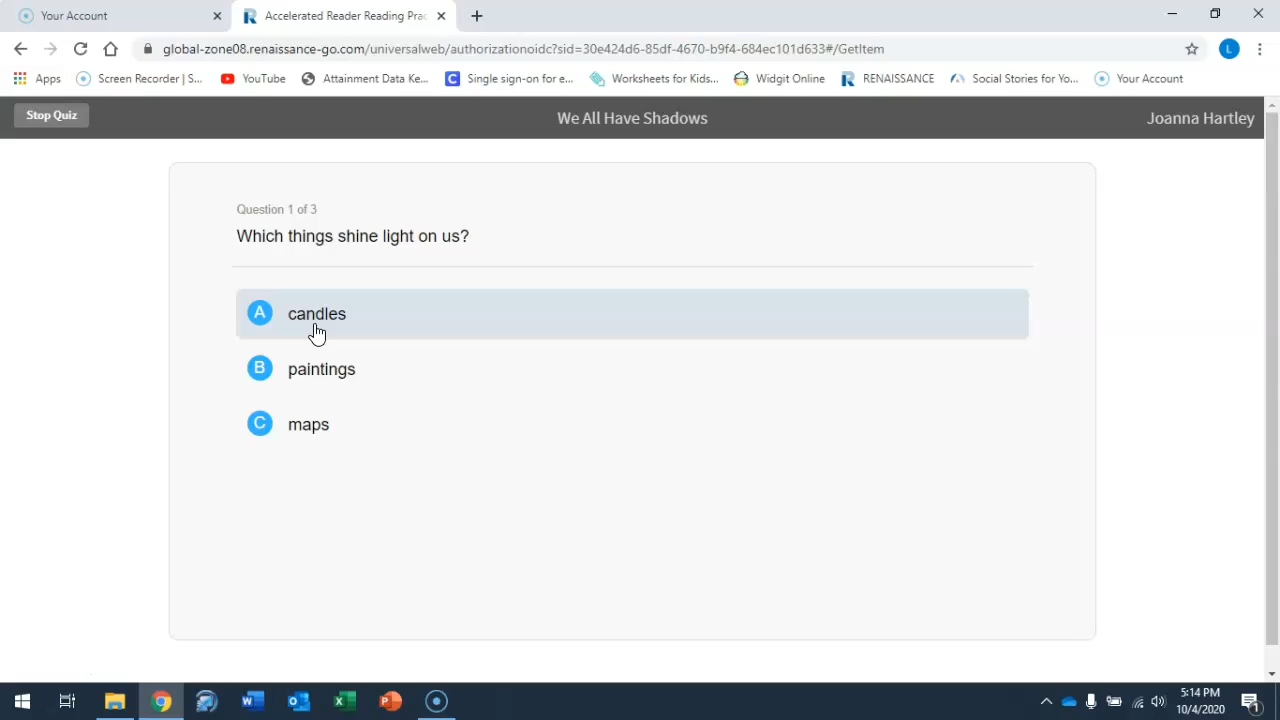 Your Account
Accelerated Reader Reading Prac
global-zone08.renaissance-go.com/universalweb/authorizationoidc?sid=30e424d6-85df-4670-b9f4-684ec101d633#/GetItem
L
Apps
Screen Recorder | S...
YouTube
Attainment Data Ke...
Single sign-on for e...
Worksheets for Kids...
Widgit Online
RENAISSANCE
Social Stories for Yo...
Your Account
Stop Quiz
We All Have Shadows
Joanna Hartley
Question 1 of 3
Which things shine light on us?
A candles
B paintings
C maps
5:14 PM
10/4/2020
1